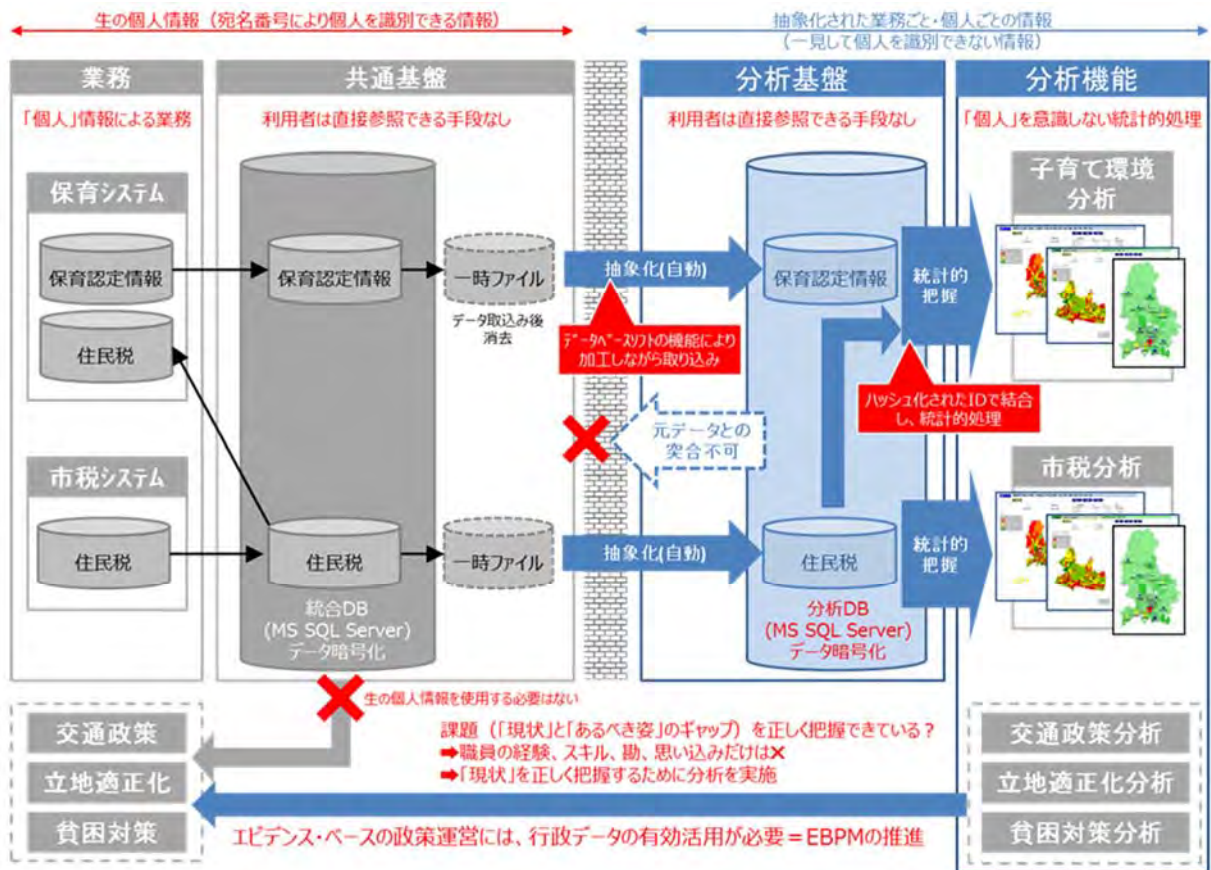 生の個人情報（宛名番号により個人を識別できる情報）
抽象化された業務ごと・個人ごとの情報
（一見して個人を識別できない情報）
業務
共通基盤
分析基盤
分析機能
「個人」情報による業務
利用者は直接参照できる手段なし
利用者は直接参照できる手段なし
「個人」を意識しない統計的処理
保育システム
保育認定情報
住民税
市税システム
住民税
保育認定情報
一時ファイル
データ取込み後
消去
住民税
一時ファイル
統合DB
(MS SQL Server)
データ暗号化
抽象化(自動)
データベースソフトの機能により
加工しながら取り込み
元データとの
突合不可
抽象化(自動)
保育認定情報
住民税
分析DB
(MS SQL Server)
データ暗号化
統計的
把握
ハッシュ化されたIDで結合
し、統計的処理
統計的
把握
子育て環境
分析
市税分析
生の個人情報を使用する必要はない
課題（「現状」と「あるべき姿」のギャップ）を正しく把握できている？
➡職員の経験、スキル、勘、思い込みだけは✕
➡「現状」を正しく把握するために分析を実施
交通政策
立地適正化
貧困対策
交通政策分析
立地適正化分析
貧困対策分析
エビデンス・ベースの政策運営には、行政データの有効活用が必要＝EBPMの推進